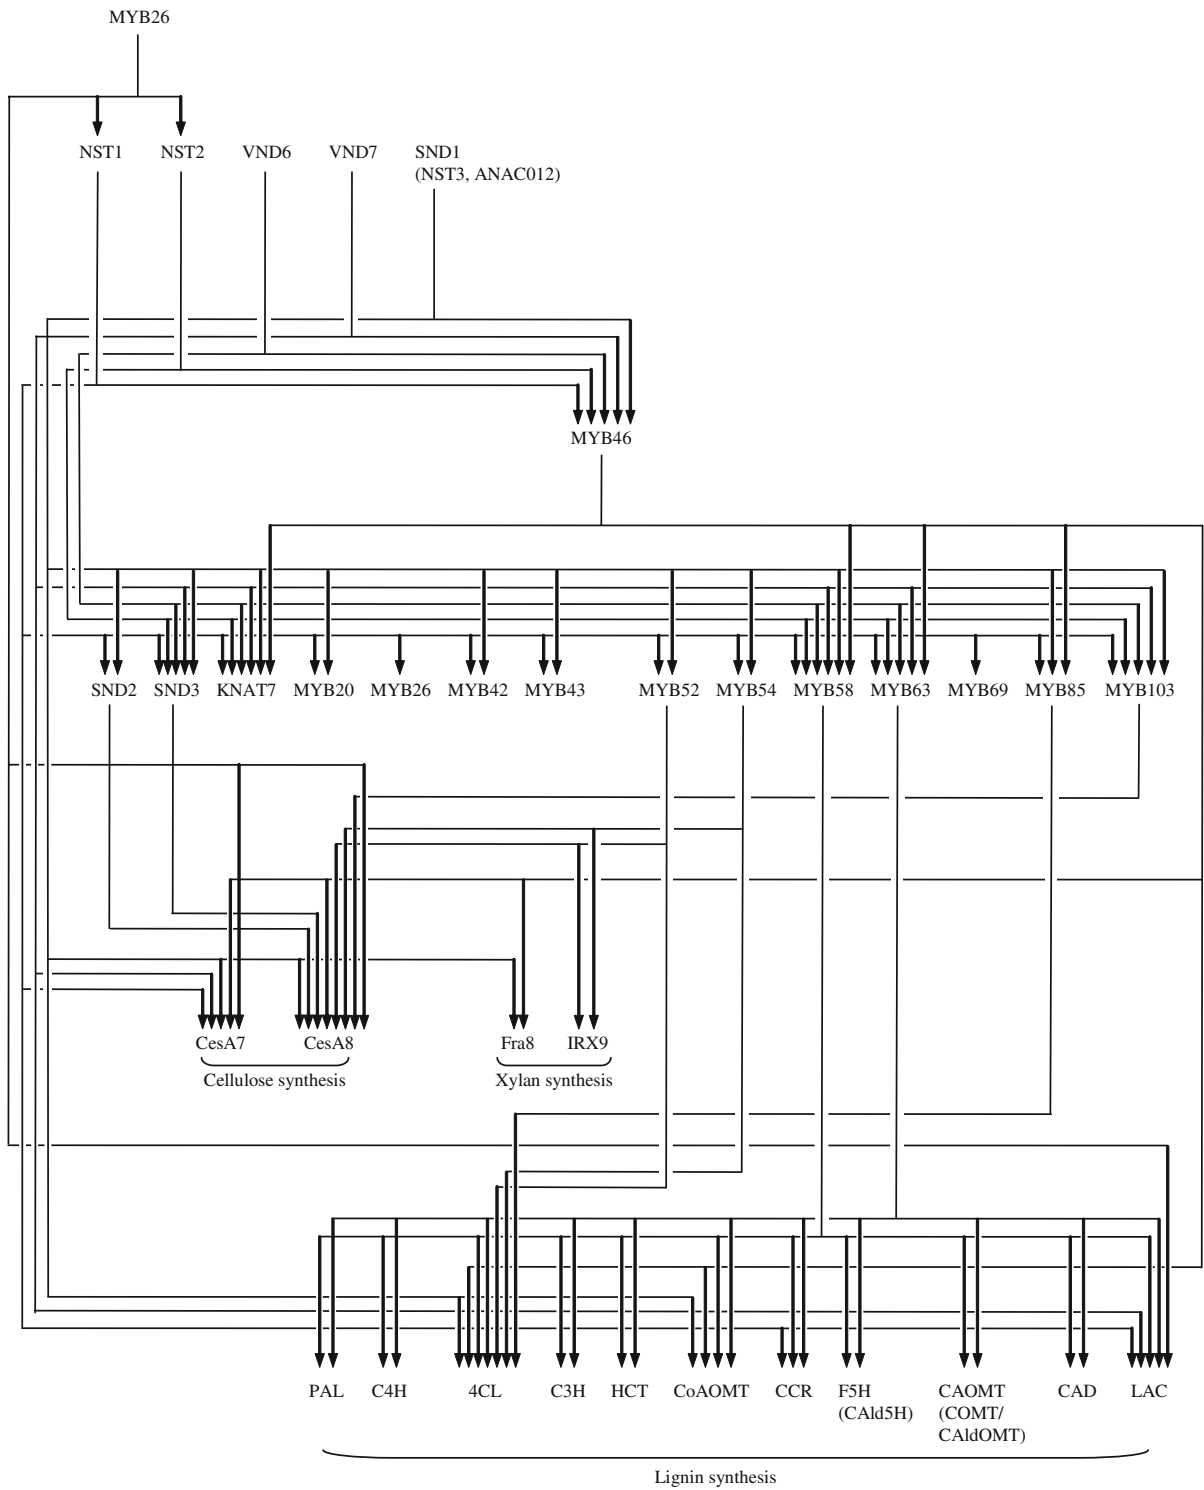 MYB26
NST1
NST2
VND6
VND7
SND1
(NST3, ANAC012)
MYB46
SND2
SND3
KNAT7
MYB20
MYB26
MYB42
MYB43
MYB52
MYB54
MYB58
MYB63
MYB69
MYB85
MYB103
CesA7
CesA8
Fra8
IRX9
Cellulose synthesis
Xylan synthesis
PAL
C4H
4CL
C3H
HCT
CoAOMT
CCR
F5H
(CAld5H)
CAOMT
(COMT/
CAldOMT)
CAD
LAC
Lignin synthesis